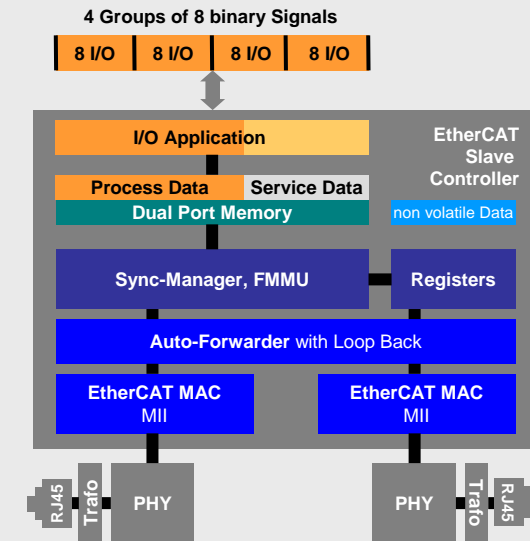 4 Groups of 8 binary Signals
8 I/O 8 I/O 8 I/O 8 I/O
I/O Application
EtherCAT
Slave
Controller
Process Data Service Data
Dual Port Memory
non volatile Data
Sync-Manager, FMMU
Registers
Auto-Forwarder with Loop Back
EtherCAT MAC
MII
EtherCAT MAC
MII
RJ45
Trafo
PHY
PHY
Trafo
RJ45